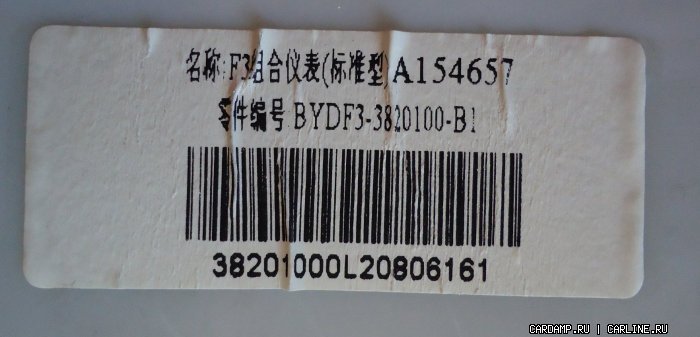 名称:F3组合仪表(标准型)A154657
零件编号 BYDF3-3820100-B1
38201000L20806161
CARDAMP.RU | CARLINE.RU